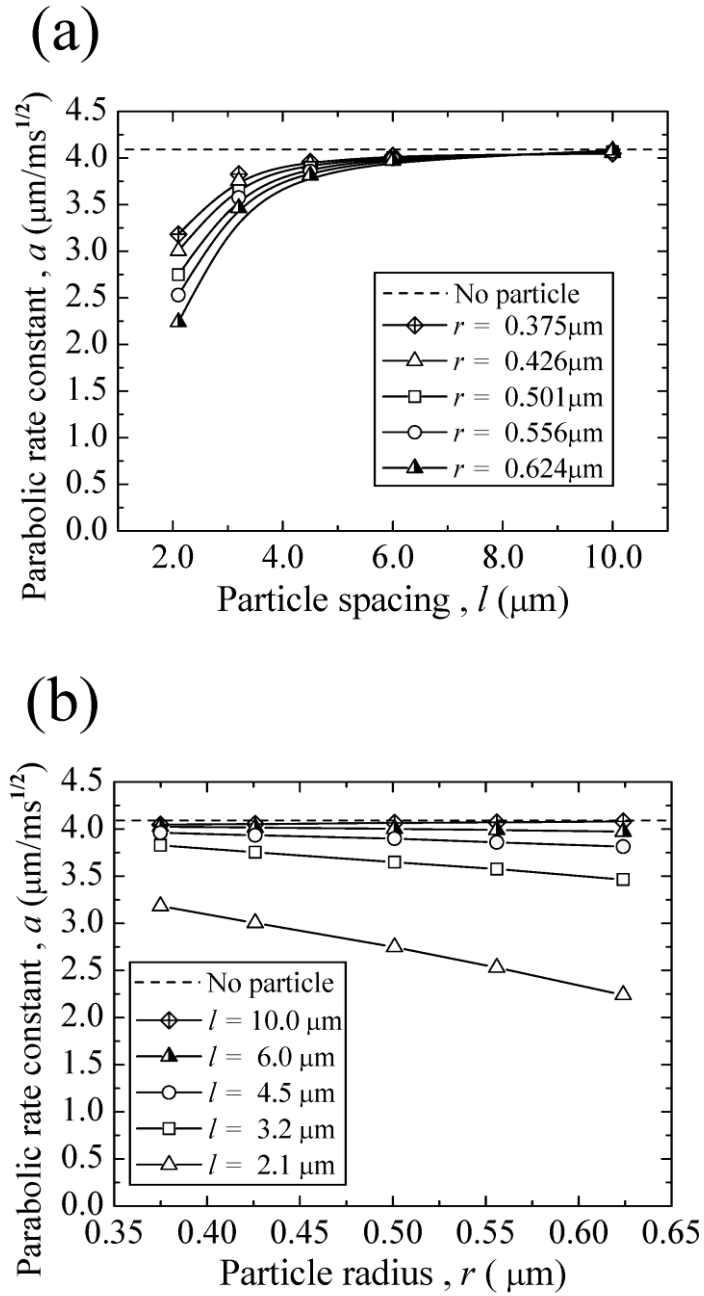 (a)
Parabolic rate constant , a (μm/ms^1/2)
4.5
4.0
3.5
3.0
2.5
2.0
1.5
1.0
0.5
0.0
No particle
r = 0.375μm
r = 0.426μm
r = 0.501μm
r = 0.556μm
r = 0.624μm
2.0 4.0 6.0 8.0 10.0
Particle spacing , l (μm)
(b)
Parabolic rate constant , a (μm/ms^1/2)
4.5
4.0
3.5
3.0
2.5
2.0
1.5
1.0
0.5
0.0
No particle
l = 10.0 μm
l = 6.0 μm
l = 4.5 μm
l = 3.2 μm
l = 2.1 μm
0.35 0.40 0.45 0.50 0.55 0.60 0.65
Particle radius , r ( μm)